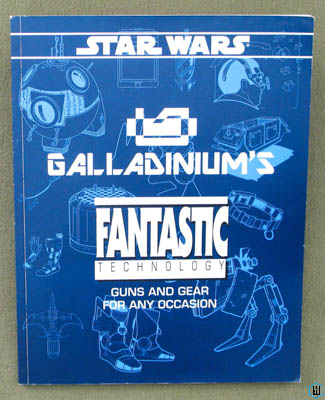 STAR WARS
GALLADINIUM'S
FANTASTIC
TECHNOLOGY
GUNS AND GEAR
FOR ANY OCCASION